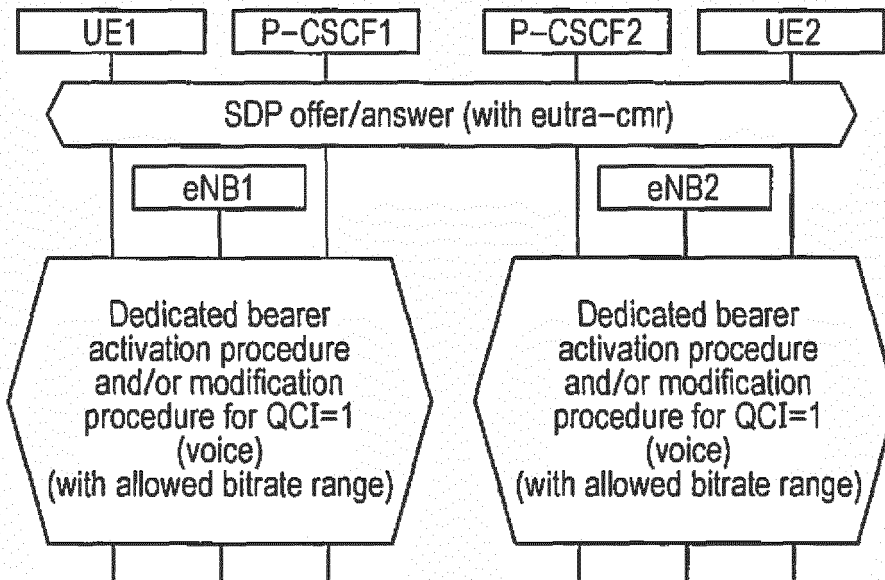 UE1
P-CSCF1
P-CSCF2
UE2
SDP offer/answer (with eutra-cmr)
eNB1
eNB2
Dedicated bearer
activation procedure
and/or modification
procedure for QCI=1
(voice)
(with allowed bitrate range)
Dedicated bearer
activation procedure
and/or modification
procedure for QCI=1
(voice)
(with allowed bitrate range)